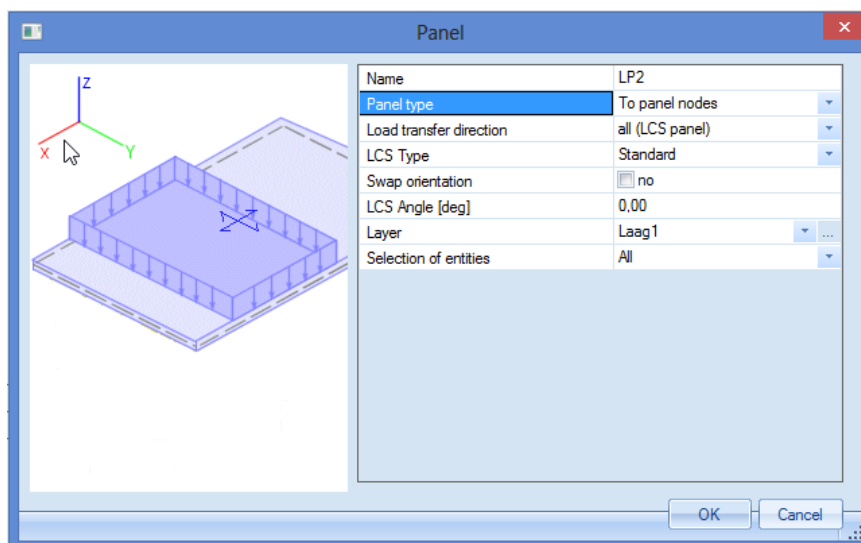 Panel
Z
X
Y
Name LP2
Panel type To panel nodes
Load transfer direction all (LCS panel)
LCS Type Standard
Swap orientation no
LCS Angle [deg] 0,00
Layer Laag1 ...
Selection of entities All
OK Cancel